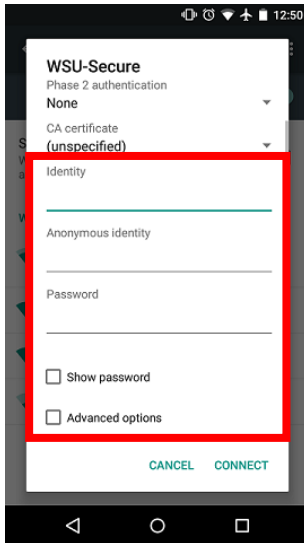 12:50
WSU-Secure
Phase 2 authentication
None
CA certificate
(unspecified)
Identity
Anonymous identity
Password
Show password
Advanced options
CANCEL CONNECT